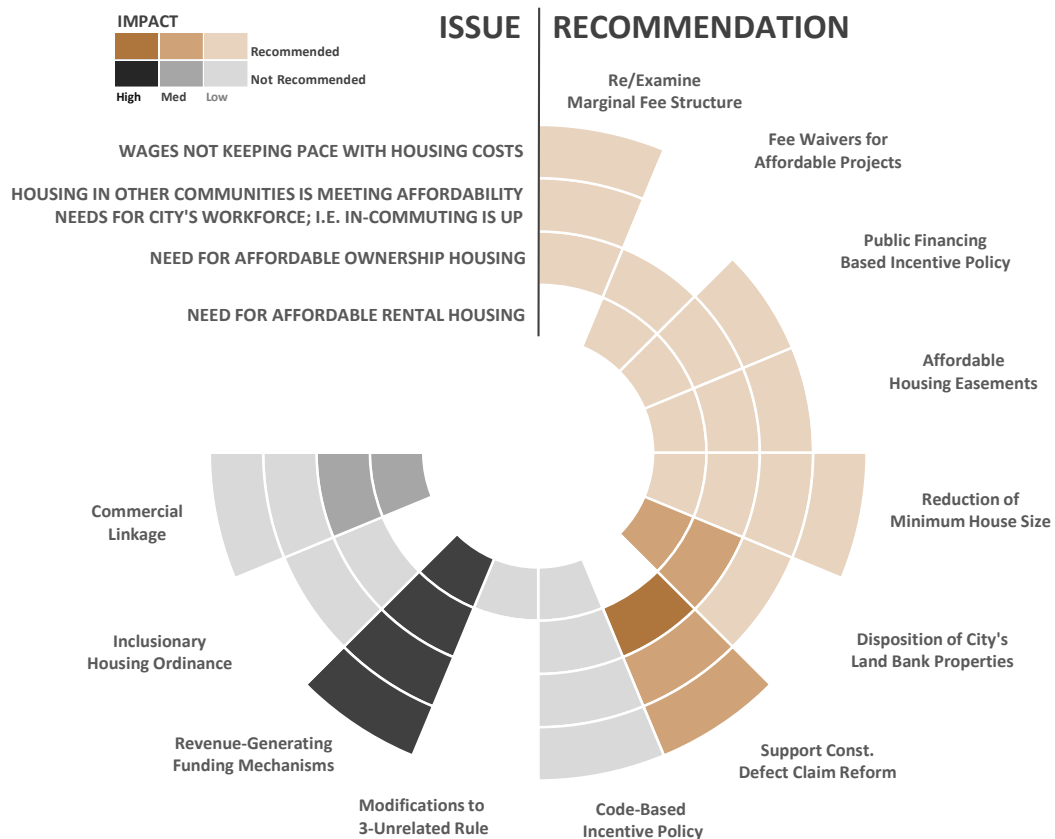 IMPACT
Recommended
Not Recommended
High Med Low
ISSUE RECOMMENDATION
WAGES NOT KEEPING PACE WITH HOUSING COSTS
HOUSING IN OTHER COMMUNITIES IS MEETING AFFORDABILITY
NEEDS FOR CITY'S WORKFORCE; I.E. IN-COMMUTING IS UP
NEED FOR AFFORDABLE OWNERSHIP HOUSING
NEED FOR AFFORDABLE RENTAL HOUSING
Re/Examine
Marginal Fee Structure
Fee Waivers for
Affordable Projects
Public Financing
Based Incentive Policy
Affordable
Housing Easements
Reduction of
Minimum House Size
Disposition of City's
Land Bank Properties
Support Const.
Defect Claim Reform
Code-Based
Incentive Policy
Modifications to
3-Unrelated Rule
Revenue-Generating
Funding Mechanisms
Inclusionary
Housing Ordinance
Commercial
Linkage